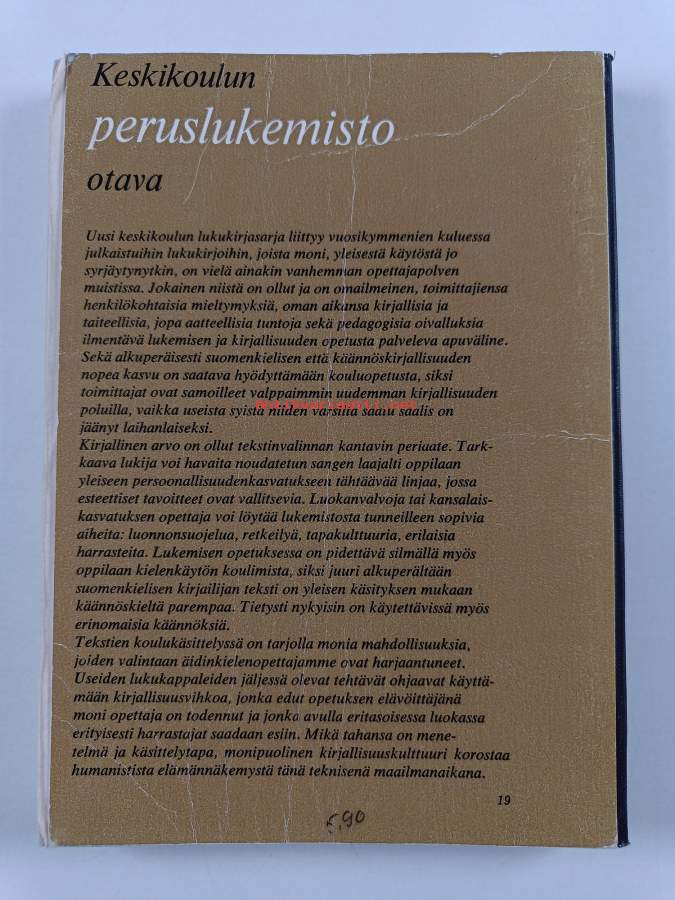 Keskikoulun
peruslukemisto
otava
Uusi keskikoulun lukukirjasarja liittyy vuosikymmenien kuluessa
julkaistuihin lukukirjoihin, joista moni, yleisestä käytöstä jo
syrjäytynytkin, on vielä ainakin vanhemman opettajapolven
muistissa. Jokainen niistä on ollut ja on omailmeinen, toimittajiensa
henkilökohtaisia mieltymyksiä, oman aikansa kirjallisia ja
taiteellisia, jopa aatteellisia tuntoja sekä pedagogisia oivalluksia
ilmentävä lukemisen ja kirjallisuuden opetusta palveleva apuväline.
Sekä alkuperäisesti suomenkielisen että käännöskirjallisuuden
nopea kasvu on saatava hyödyttämään kouluopetusta, siksi
toimittajat ovat samoilleet valppaimmin uudemman kirjallisuuden
poluilla, vaikka useista syistä niiden varsilta saatu saalis on
jäänyt laihanlaiseksi.
Kirjallinen arvo on ollut tekstinvalinnan kantavin periaate. Tark-
kaava lukija voi havaita noudatetun sangen laajalti oppilaan
yleiseen persoonallisuudenkasvatukseen tähtäävää linjaa, jossa
esteettiset tavoitteet ovat vallitsevia. Luokanvalvoja tai kansalais-
kasvatuksen opettaja voi löytää lukemistosta tunneilleen sopivia
aiheita: luonnonsuojelua, retkeilyä, tapakulttuuria, erilaisia
harrasteita. Lukemisen opetuksessa on pidettävä silmällä myös
oppilaan kielenkäytön koulimista, siksi juuri alkuperältään
suomenkielisen kirjailijan teksti on yleisen käsityksen mukaan
käännöskieltä parempaa. Tietysti nykyisin on käytettävissä myös
erinomaisia käännöksiä.
Tekstien koulukäsittelyssä on tarjolla monia mahdollisuuksia,
joiden valintaan äidinkielenopettajamme ovat harjaantuneet.
Useiden lukukappaleiden jäljessä olevat tehtävät ohjaavat käyttä-
mään kirjallisuusvihkoa, jonka edut opetuksen elävöittäjänä
moni opettaja on todennut ja jonka avulla eritasoisessa luokassa
erityisesti harrastajat saadaan esiin. Mikä tahansa on mene-
telmä ja käsittelytapa, monipuolinen kirjallisuuskulttuuri korostaa
humanistista elämännäkemystä tänä teknisenä maailmanaikana.
19
5,90